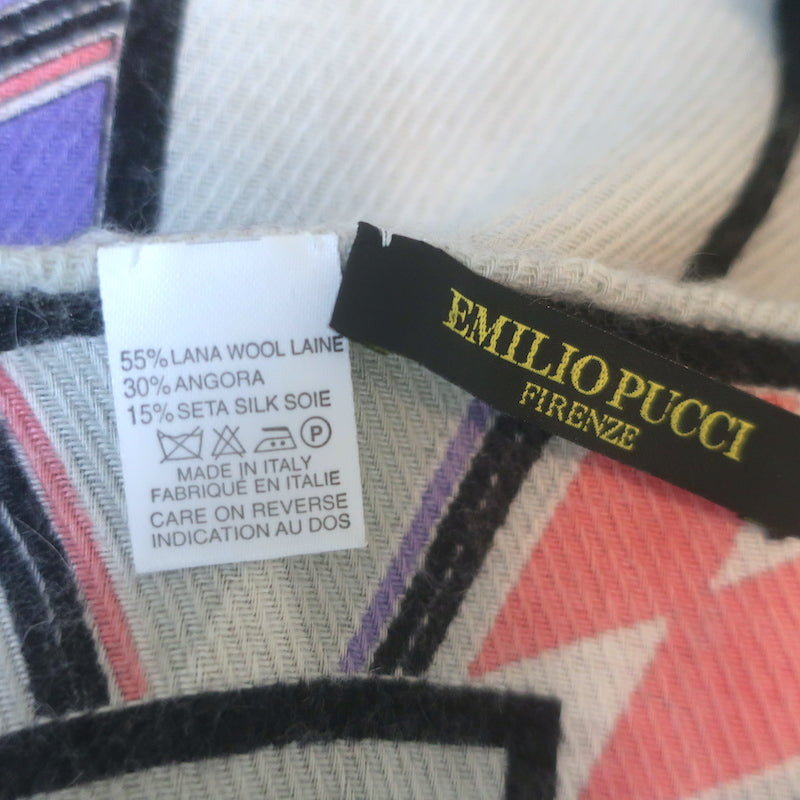 55% LANA WOOL LAINE
30% ANGORA
15% SETA SILK SOIE
P
MADE IN ITALY
FABRIQUÉ EN ITALIE
CARE ON REVERSE
INDICATION AU DOS
EMILIO PUCCI
FIRENZE